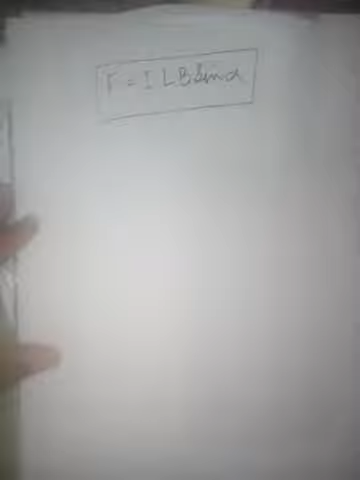 F = I L B Sin α